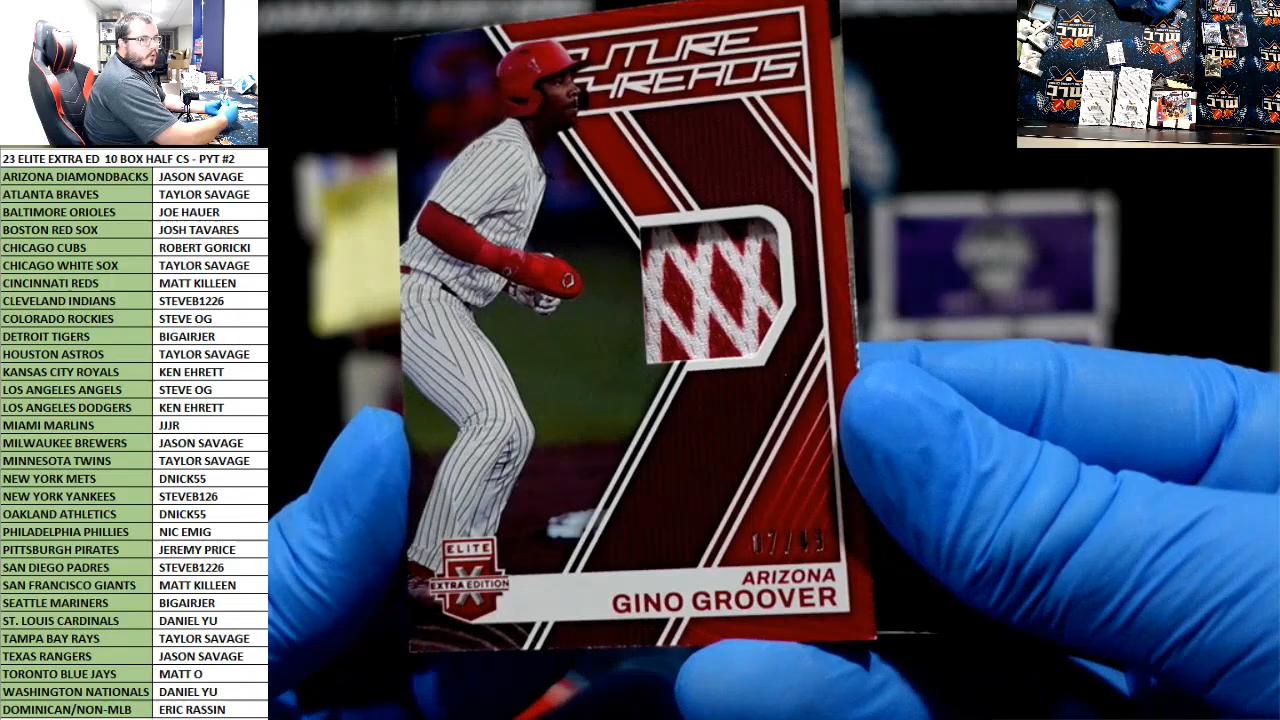 23 ELITE EXTRA ED 10 BOX HALF CS - PYT #2
ARIZONA DIAMONDBACKS JASON SAVAGE
ATLANTA BRAVES TAYLOR SAVAGE
BALTIMORE ORIOLES JOE HAUER
BOSTON RED SOX JOSH TAVARES
CHICAGO CUBS ROBERT GORICKI
CHICAGO WHITE SOX TAYLOR SAVAGE
CINCINNATI REDS MATT KILLEEN
CLEVELAND INDIANS STEVEB1226
COLORADO ROCKIES STEVE OG
DETROIT TIGERS BIGAIRJER
HOUSTON ASTROS TAYLOR SAVAGE
KANSAS CITY ROYALS KEN EHRETT
LOS ANGELES ANGELS STEVE OG
LOS ANGELES DODGERS KEN EHRETT
MIAMI MARLINS JJJR
MILWAUKEE BREWERS JASON SAVAGE
MINNESOTA TWINS TAYLOR SAVAGE
NEW YORK METS DNICK55
NEW YORK YANKEES STEVEB126
OAKLAND ATHLETICS DNICK55
PHILADELPHIA PHILLIES NIC EMIG
PITTSBURGH PIRATES JEREMY PRICE
SAN DIEGO PADRES STEVEB1226
SAN FRANCISCO GIANTS MATT KILLEEN
SEATTLE MARINERS BIGAIRJER
ST. LOUIS CARDINALS DANIEL YU
TAMPA BAY RAYS TAYLOR SAVAGE
TEXAS RANGERS JASON SAVAGE
TORONTO BLUE JAYS MATT O
WASHINGTON NATIONALS DANIEL YU
DOMINICAN/NON-MLB ERIC RASSIN
FUTURE
THREADS
ELITE
EXTRA EDITION
X
ARIZONA
GINO GROOVER